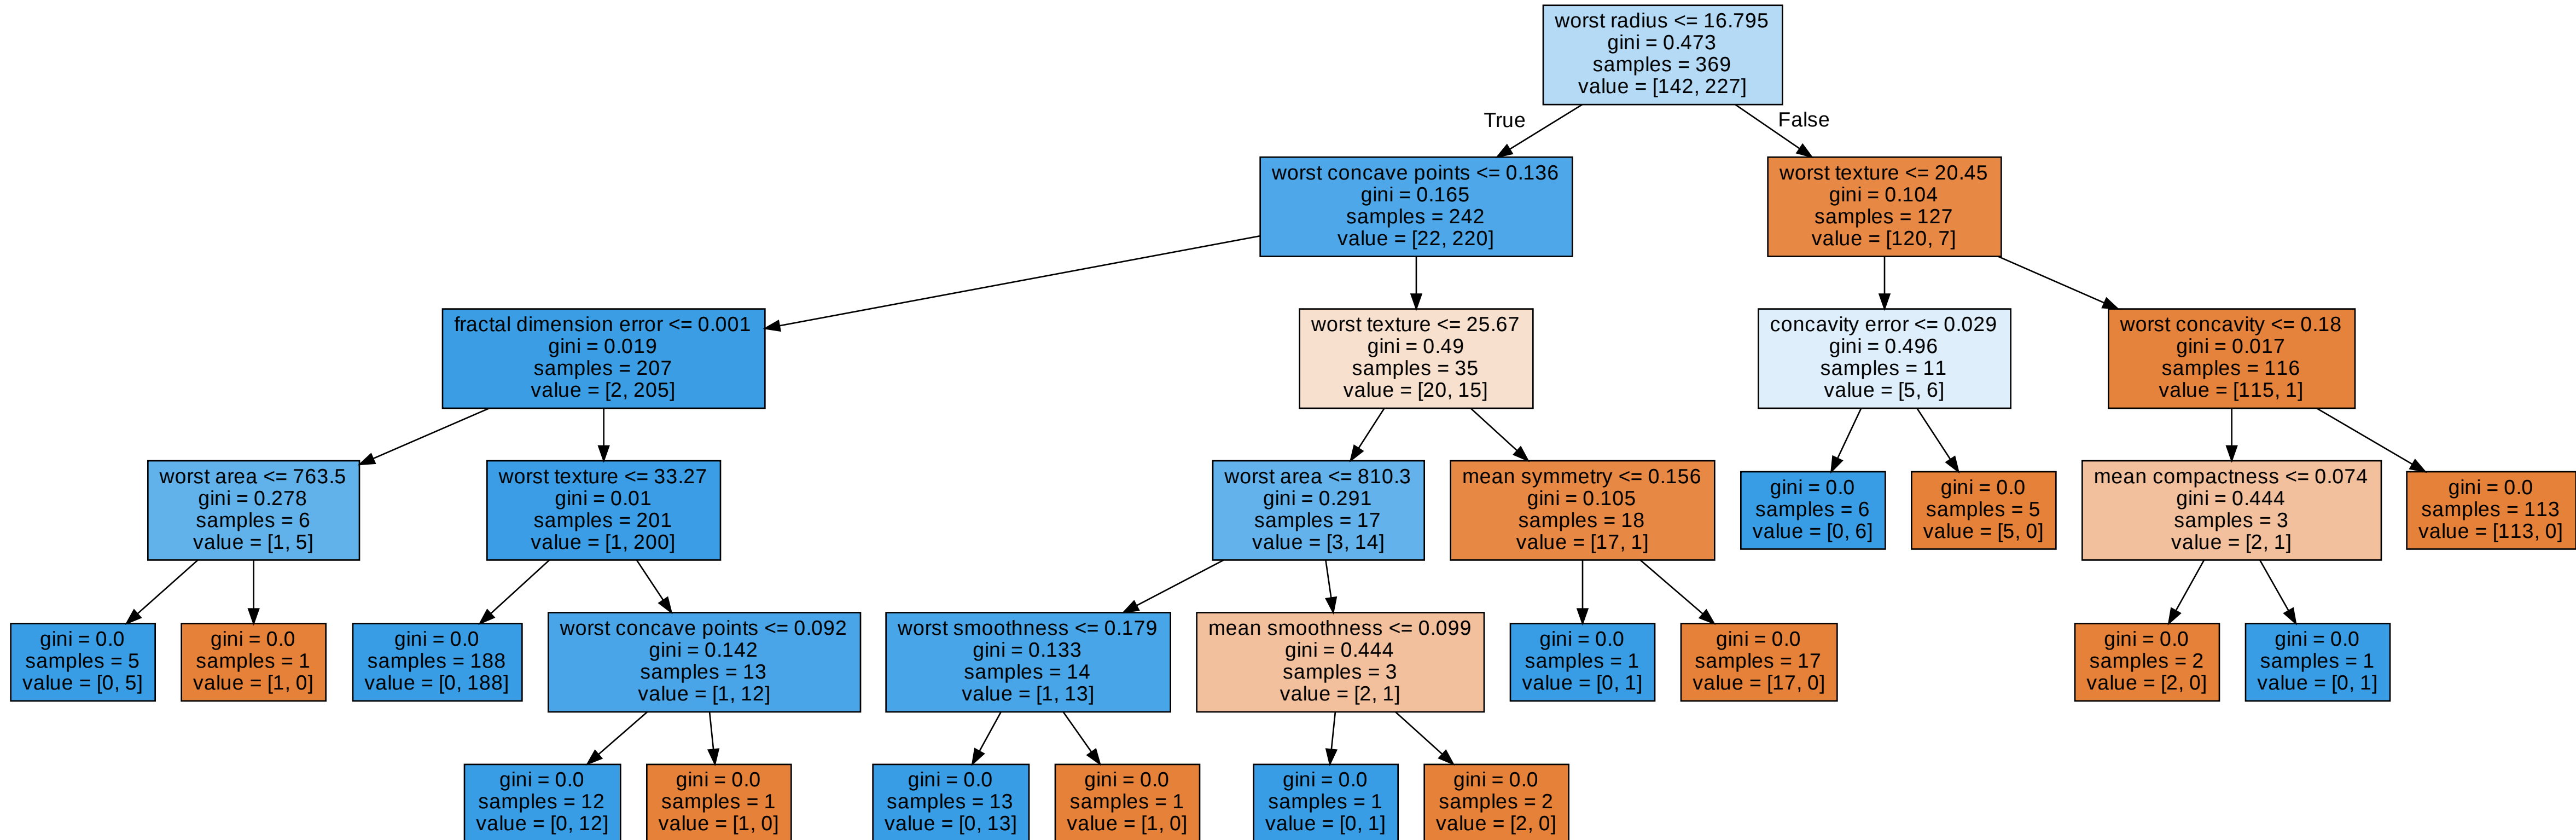 worst radius <= 16.795
gini = 0.473
samples = 369
value = [142, 227]
True
False
worst concave points <= 0.136
gini = 0.165
samples = 242
value = [22, 220]
worst texture <= 20.45
gini = 0.104
samples = 127
value = [120, 7]
fractal dimension error <= 0.001
gini = 0.019
samples = 207
value = [2, 205]
worst texture <= 25.67
gini = 0.49
samples = 35
value = [20, 15]
concavity error <= 0.029
gini = 0.496
samples = 11
value = [5, 6]
worst concavity <= 0.18
gini = 0.017
samples = 116
value = [115, 1]
worst area <= 763.5
gini = 0.278
samples = 6
value = [1, 5]
worst texture <= 33.27
gini = 0.01
samples = 201
value = [1, 200]
worst area <= 810.3
gini = 0.291
samples = 17
value = [3, 14]
mean symmetry <= 0.156
gini = 0.105
samples = 18
value = [17, 1]
gini = 0.0
samples = 6
value = [0, 6]
gini = 0.0
samples = 5
value = [5, 0]
mean compactness <= 0.074
gini = 0.444
samples = 3
value = [2, 1]
gini = 0.0
samples = 113
value = [113, 0]
gini = 0.0
samples = 5
value = [0, 5]
gini = 0.0
samples = 1
value = [1, 0]
gini = 0.0
samples = 188
value = [0, 188]
worst concave points <= 0.092
gini = 0.142
samples = 13
value = [1, 12]
worst smoothness <= 0.179
gini = 0.133
samples = 14
value = [1, 13]
mean smoothness <= 0.099
gini = 0.444
samples = 3
value = [2, 1]
gini = 0.0
samples = 1
value = [0, 1]
gini = 0.0
samples = 17
value = [17, 0]
gini = 0.0
samples = 2
value = [2, 0]
gini = 0.0
samples = 1
value = [0, 1]
gini = 0.0
samples = 12
value = [0, 12]
gini = 0.0
samples = 1
value = [1, 0]
gini = 0.0
samples = 13
value = [0, 13]
gini = 0.0
samples = 1
value = [1, 0]
gini = 0.0
samples = 1
value = [0, 1]
gini = 0.0
samples = 2
value = [2, 0]